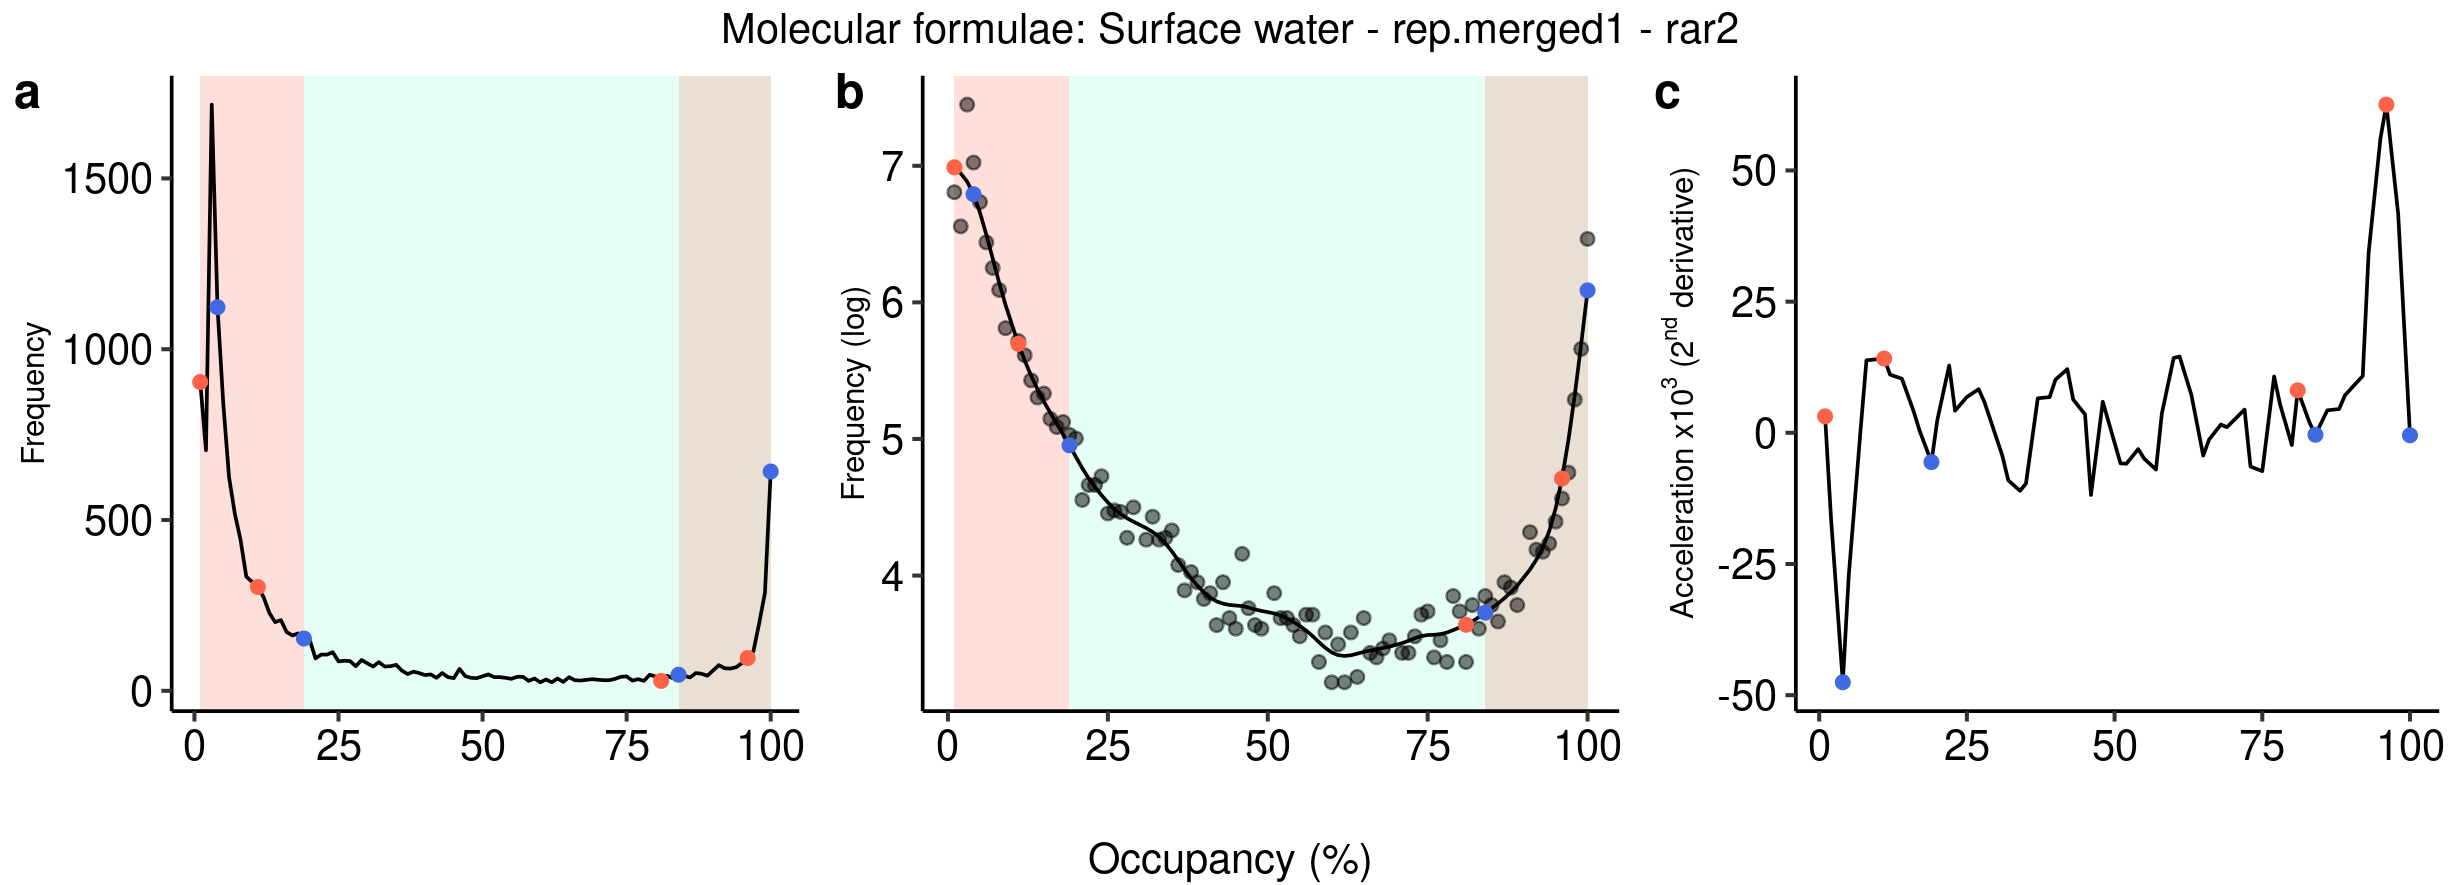 Molecular formulae: Surface water - rep.merged1 - rar2
a
Frequency
1500
1000
500
0
0 25 50 75 100
b
Frequency (log)
7
6
5
4
0 25 50 75 100
c
Acceleration x10³ (2ⁿᵈ derivative)
50
25
0
-25
-50
0 25 50 75 100
Occupancy (%)